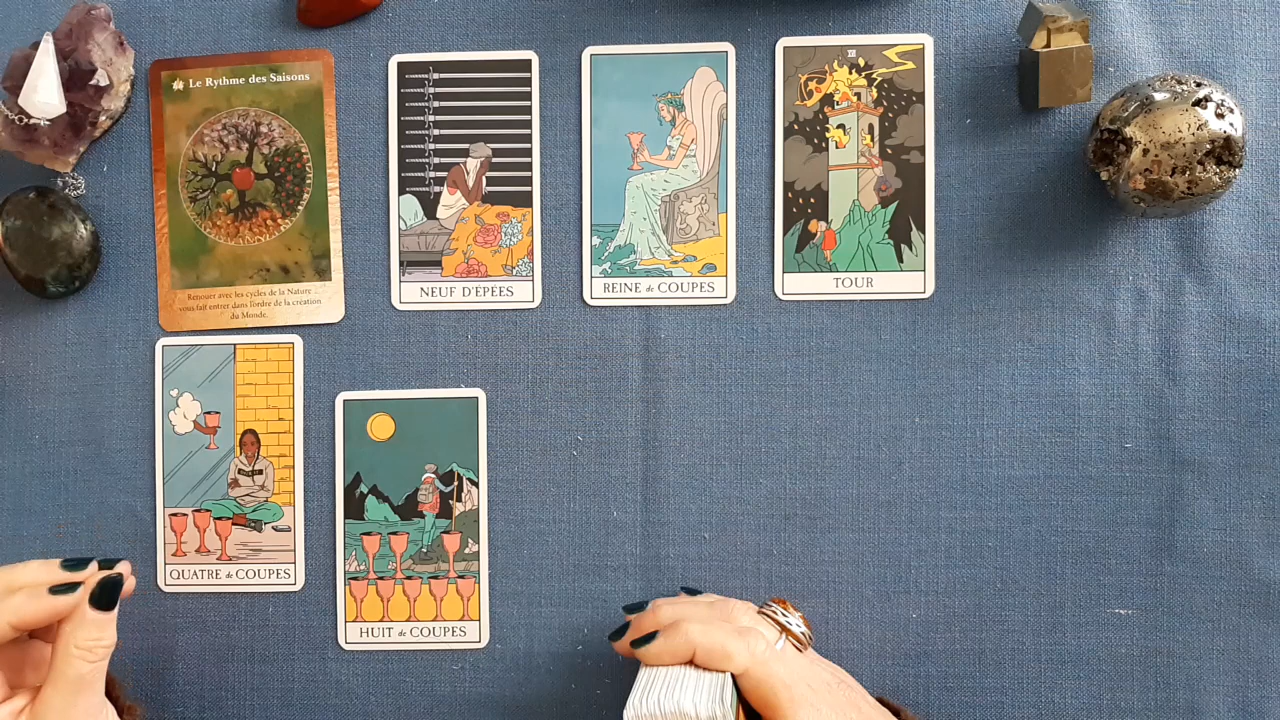 Le Rythme des Saisons
Renouer avec les cycles de la Nature
vous fait entrer dans l'ordre de la création
du Monde.
NEUF D'ÉPÉES
REINE de COUPES
TOUR
QUATRE de COUPES
HUIT de COUPES